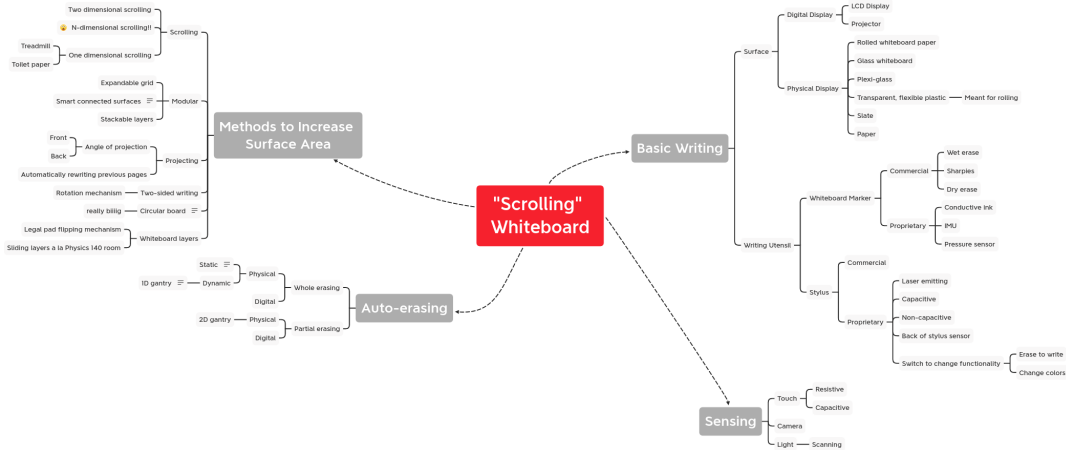 "Scrolling"
Whiteboard
Methods to Increase
Surface Area
Scrolling
Two dimensional scrolling
N-dimensional scrolling!!
One dimensional scrolling
Treadmill
Toilet paper
Modular
Expandable grid
Smart connected surfaces
Stackable layers
Projecting
Angle of projection
Front
Back
Automatically rewriting previous pages
Two-sided writing
Rotation mechanism
Circular board
really biiiig
Whiteboard layers
Legal pad flipping mechanism
Sliding layers a la Physics 140 room
Auto-erasing
Whole erasing
Physical
Static
Dynamic
1D gantry
Digital
Partial erasing
Physical
2D gantry
Digital
Basic Writing
Surface
Digital Display
LCD Display
Projector
Physical Display
Rolled whiteboard paper
Glass whiteboard
Plexi-glass
Transparent, flexible plastic
Meant for rolling
Slate
Paper
Writing Utensil
Whiteboard Marker
Commercial
Wet erase
Sharpies
Dry erase
Proprietary
Conductive ink
IMU
Pressure sensor
Stylus
Commercial
Proprietary
Laser emitting
Capacitive
Non-capacitive
Back of stylus sensor
Switch to change functionality
Erase to write
Change colors
Sensing
Touch
Resistive
Capacitive
Camera
Light
Scanning